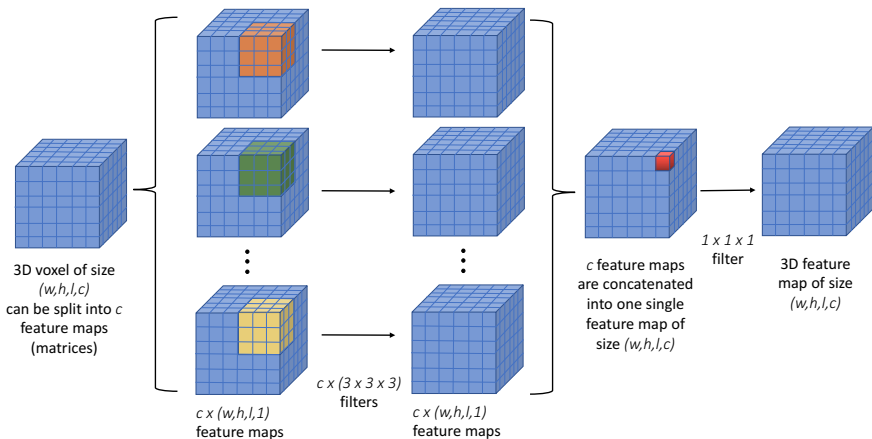 3D voxel of size
(w,h,l,c)
can be split into c
feature maps
(matrices)
c x (w,h,l,1)
feature maps
c x (3 x 3 x 3)
filters
c x (w,h,l,1)
feature maps
c feature maps
are concatenated
into one single
feature map of
size (w,h,l,c)
1 x 1 x 1
filter
3D feature
map of size
(w,h,l,c)